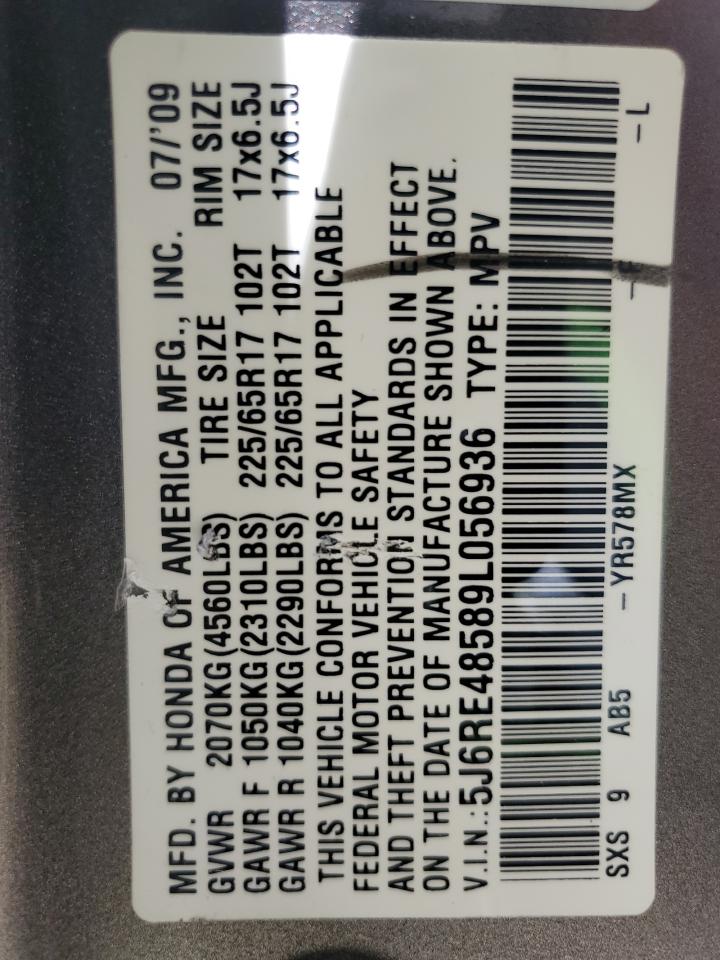 MFD. BY HONDA OF AMERICA MFG., INC. 07/'09
GVWR 2070KG(4560LBS) TIRE SIZE RIM SIZE
GAWR F 1050KG(2310LBS) 225/65R17 102T 17x6.5J
GAWR R 1040KG(2290LBS) 225/65R17 102T 17x6.5J
THIS VEHICLE CONFORMS TO ALL APPLICABLE
FEDERAL MOTOR VEHICLE SAFETY
AND THEFT PREVENTION STANDARDS IN EFFECT
ON THE DATE OF MANUFACTURE SHOWN ABOVE.
V.I.N.:5J6RE48589L056936 TYPE: MPV
SXS 9 AB5 –YR578MX –F –L